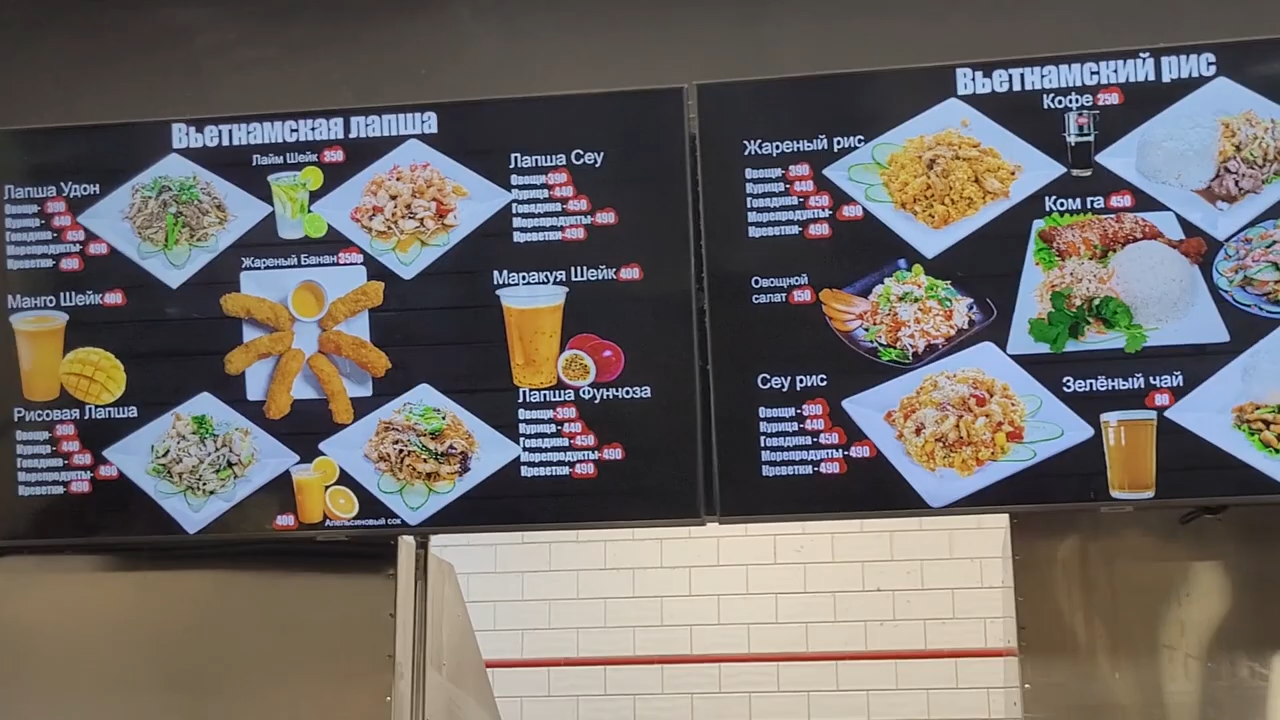 Вьетнамская лапша
Лайм Шейк 350
Лапша Удон
Овощи- 390
Курица - 440
Говядина- 450
Морепродукты- 490
Креветки- 490
Лапша Сеу
Овощи-390
Курица -440
Говядина-450
Морепродукты-490
Креветки-490
Жареный Банан 350р
Манго Шейк 400
Маракуя Шейк 400
Рисовая Лапша
Овощи- 390
Курица - 440
Говядина- 450
Морепродукты- 490
Креветки- 490
Лапша Фунчоза
Овощи-390
Курица -440
Говядина-450
Морепродукты-490
Креветки -490
400
Апельсиновый сок
Вьетнамский рис
Кофе 250
Жареный рис
Овощи- 390
Курица - 440
Говядина- 450
Морепродукты- 490
Креветки- 490
Ком га 450
Овощной
салат 150
Сеу рис
Овощи- 390
Курица - 440
Говядина - 450
Морепродукты -490
Креветки - 490
Зелёный чай
80